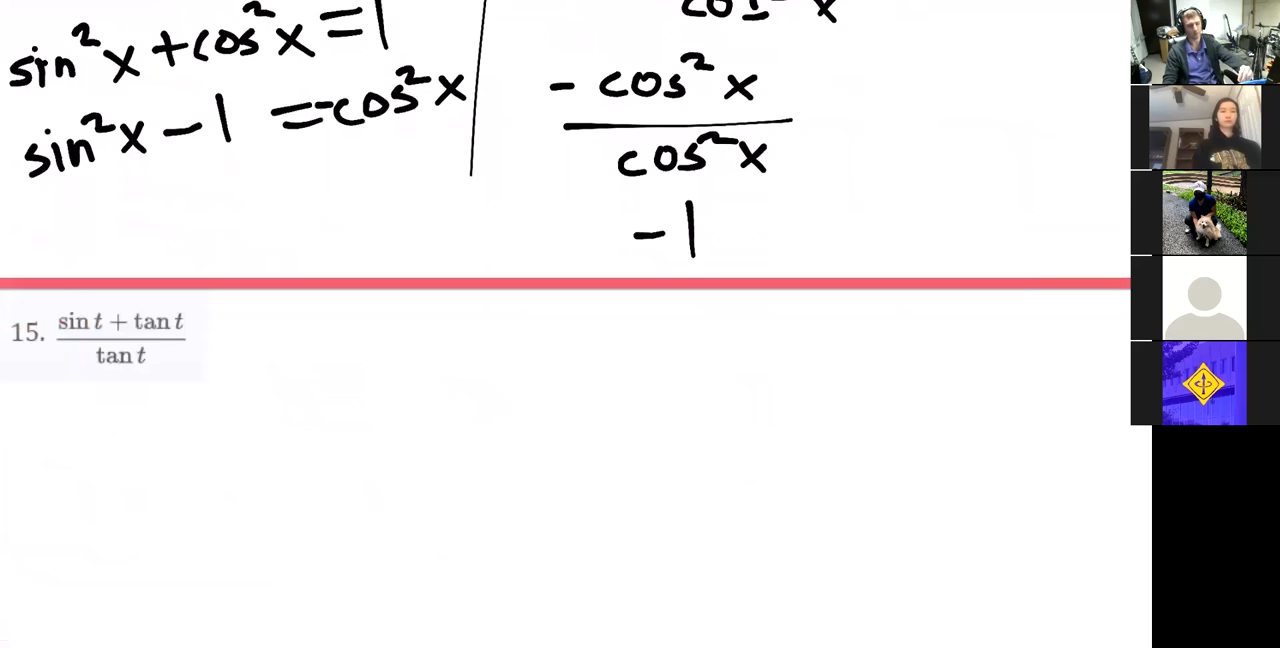 sin²x + cos²x = 1
sin²x − 1 = -cos²x
− cos²x
cos²x
− 1
15. sin t + tan t
tan t